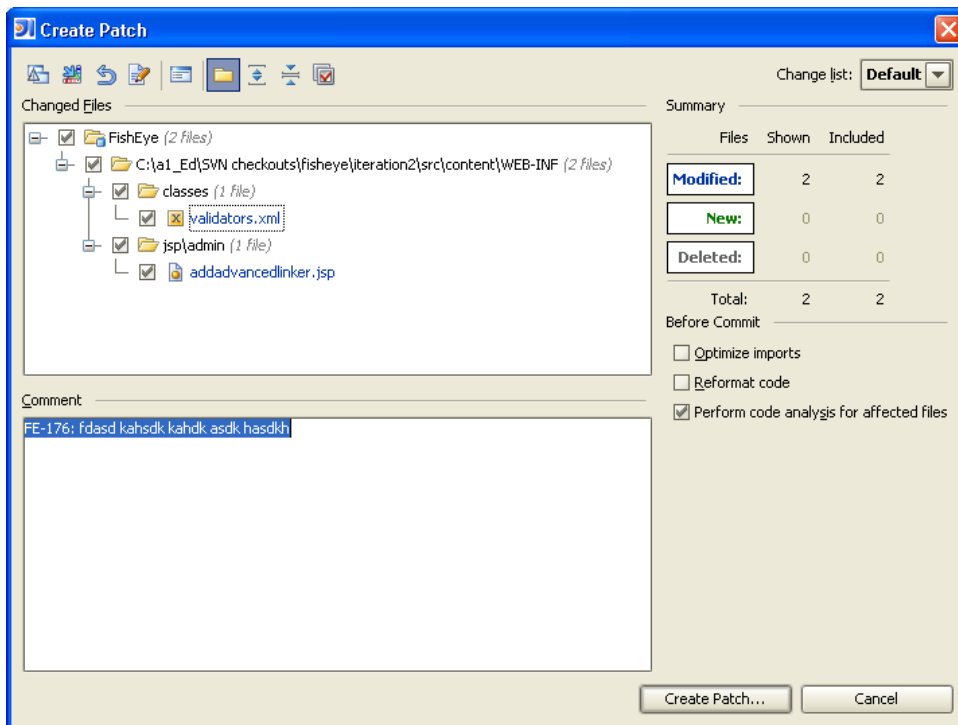 Create Patch
Change list: Default
Changed Files
FishEye (2 files)
C:\a1_Ed\SVN checkouts\fisheye\iteration2\src\content\WEB-INF (2 files)
classes (1 file)
validators.xml
jsp\admin (1 file)
addadvancedlinker.jsp
Summary
Files Shown Included
Modified: 2 2
New: 0 0
Deleted: 0 0
Total: 2 2
Before Commit
Optimize imports
Reformat code
Perform code analysis for affected files
Comment
FE-176: fdasd kahsdk kahdk asdk hasdkh
Create Patch... Cancel